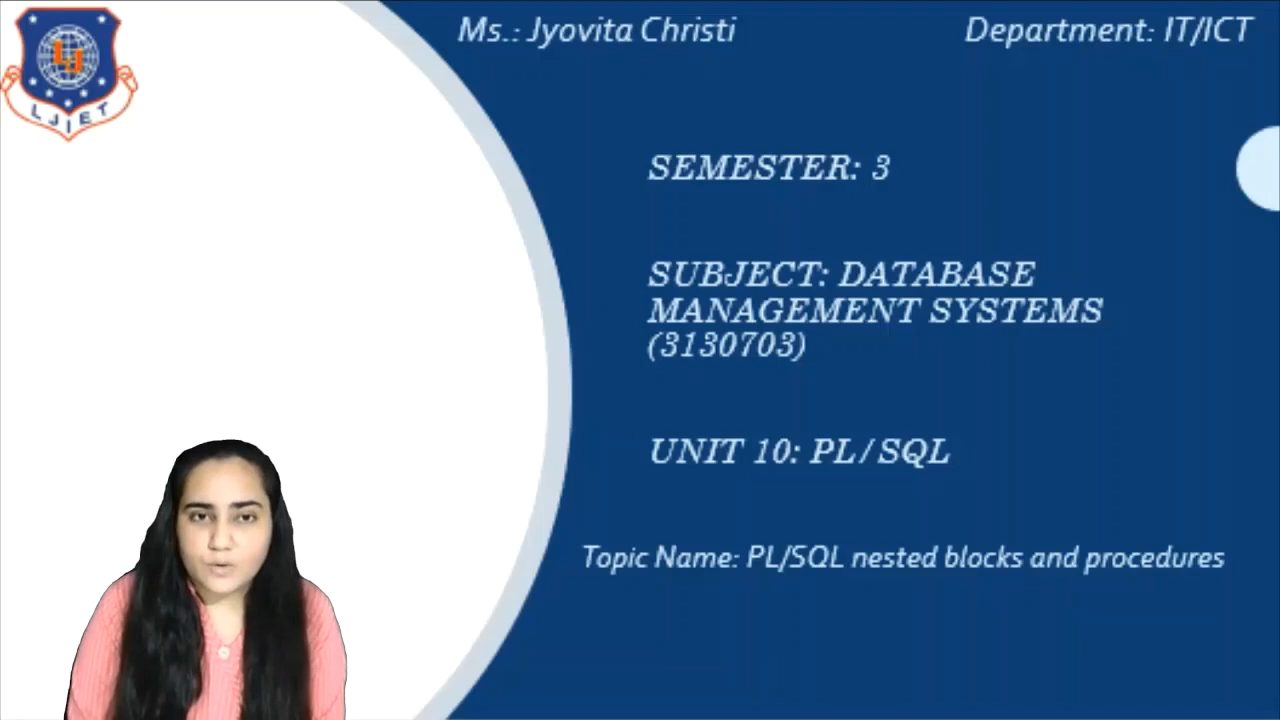 LJ
LJIET
Ms.: Jyovita Christi
Department: IT/ICT
SEMESTER: 3
SUBJECT: DATABASE
MANAGEMENT SYSTEMS
(3130703)
UNIT 10: PL/SQL
Topic Name: PL/SQL nested blocks and procedures